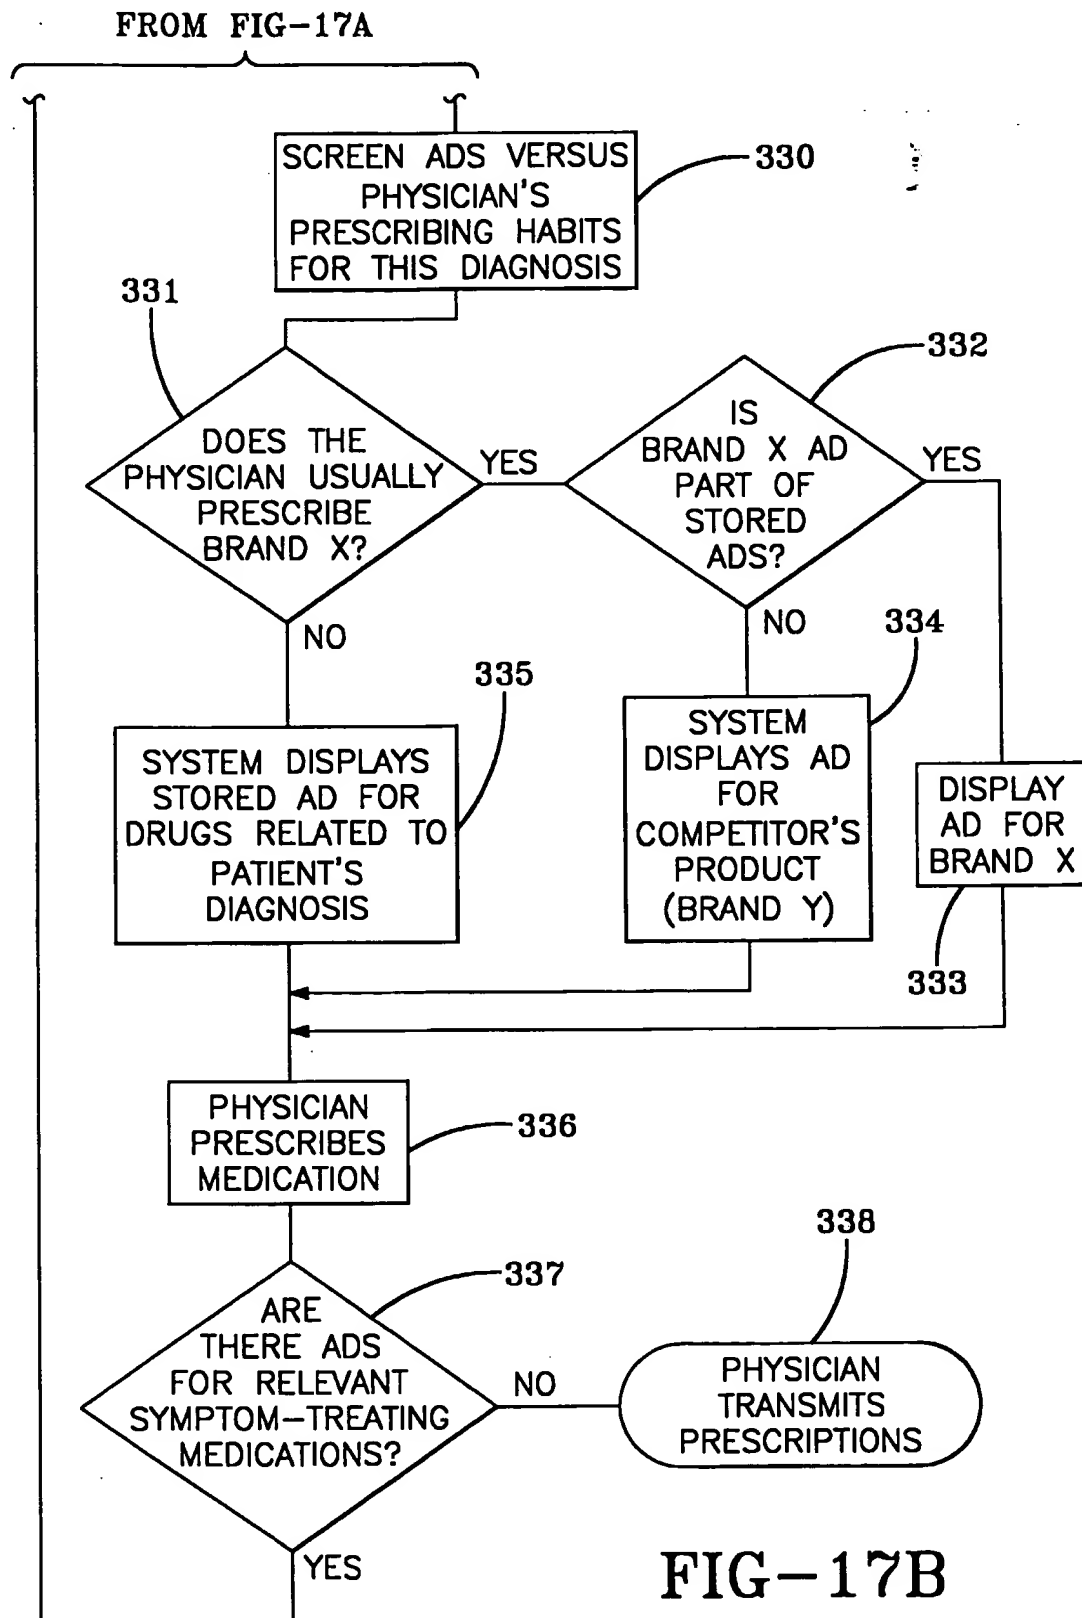 FROM FIG-17A
SCREEN ADS VERSUS
PHYSICIAN'S
PRESCRIBING HABITS
FOR THIS DIAGNOSIS
330
331
DOES THE
PHYSICIAN USUALLY
PRESCRIBE
BRAND X?
YES
NO
332
IS
BRAND X AD
PART OF
STORED
ADS?
YES
NO
335
SYSTEM DISPLAYS
STORED AD FOR
DRUGS RELATED TO
PATIENT'S
DIAGNOSIS
334
SYSTEM
DISPLAYS AD
FOR
COMPETITOR'S
PRODUCT
(BRAND Y)
DISPLAY
AD FOR
BRAND X
333
PHYSICIAN
PRESCRIBES
MEDICATION
336
337
ARE
THERE ADS
FOR RELEVANT
SYMPTOM-TREATING
MEDICATIONS?
NO
YES
338
PHYSICIAN
TRANSMITS
PRESCRIPTIONS
FIG-17B